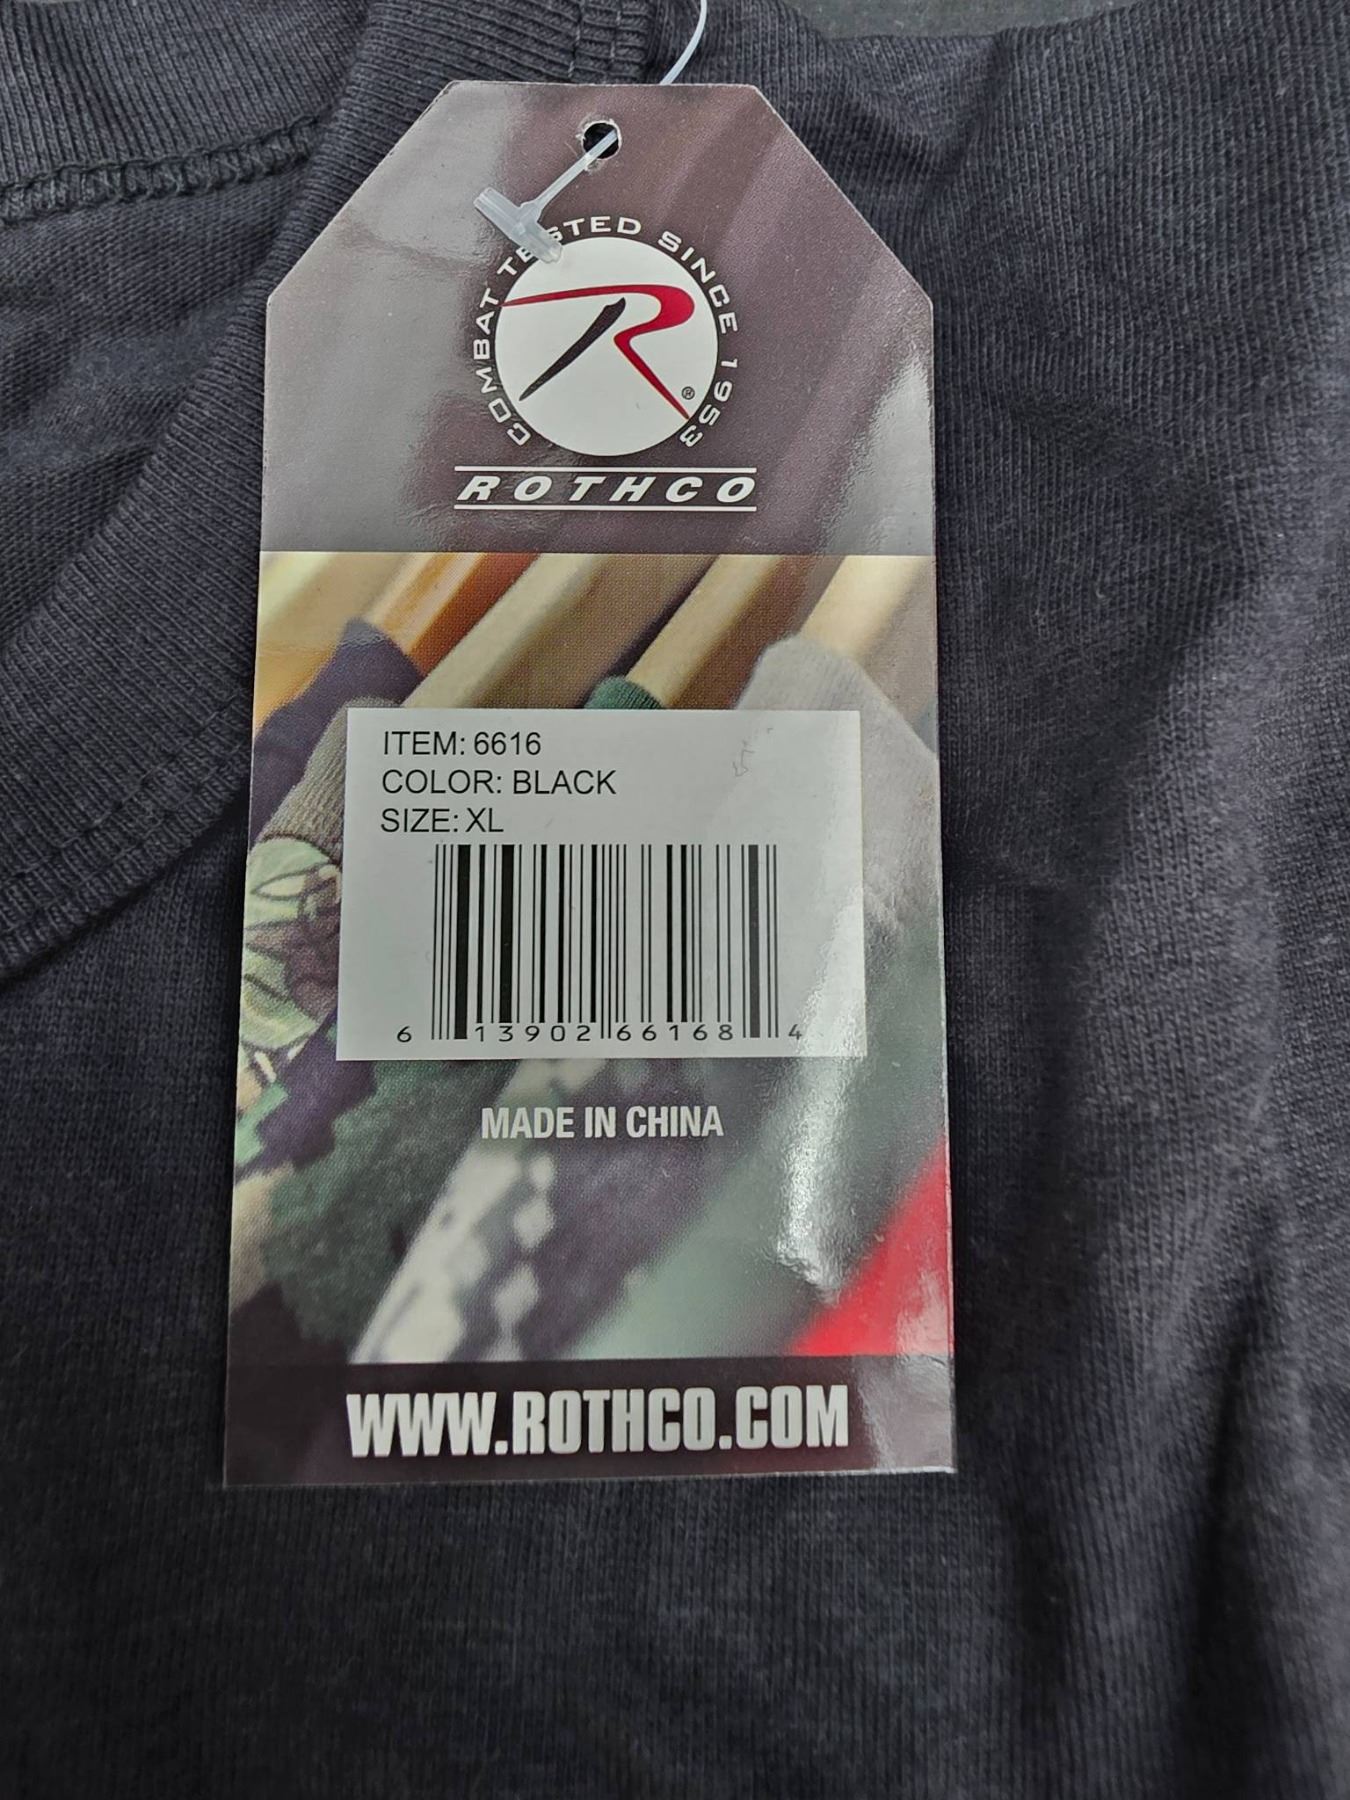 COMBAT TESTED SINCE 1953
R
®
ROTHCO
ITEM: 6616
COLOR: BLACK
SIZE: XL
6 13902 66168 4
MADE IN CHINA
WWW.ROTHCO.COM